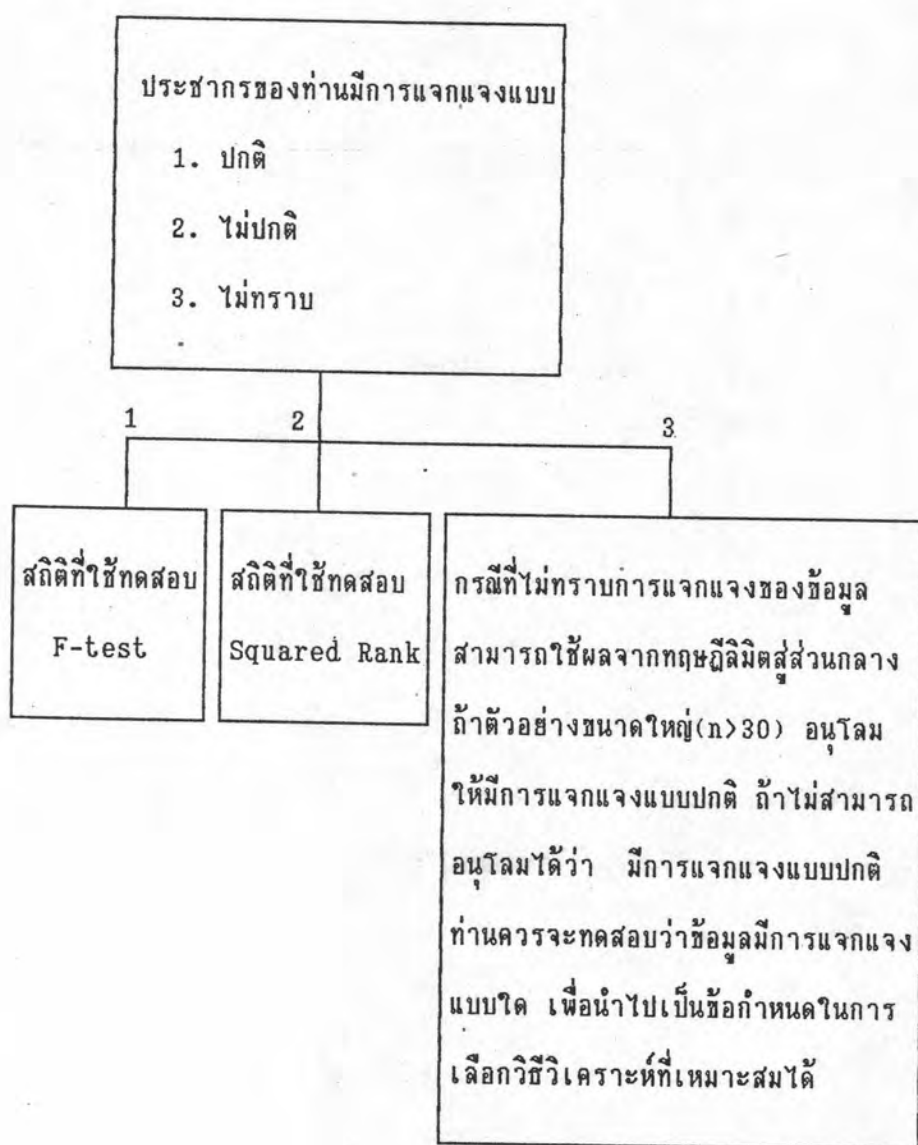 ประชากรของท่านมีการแจกแจงแบบ
1. ปกติ
2. ไม่ปกติ
3. ไม่ทราบ
1
2
3
สถิติที่ใช้ทดสอบ
F-test
สถิติที่ใช้ทดสอบ
Squared Rank
กรณีที่ไม่ทราบการแจกแจงของข้อมูล
สามารถใช้ผลจากทฤษฎีลิมิตสู่ส่วนกลาง
ถ้าตัวอย่างขนาดใหญ่(n>30) อนุโลม
ให้มีการแจกแจงแบบปกติ ถ้าไม่สามารถ
อนุโลมได้ว่า มีการแจกแจงแบบปกติ
ท่านควรจะทดสอบว่าข้อมูลมีการแจกแจง
แบบใด เพื่อนำไปเป็นข้อกำหนดในการ
เลือกวิธีวิเคราะห์ที่เหมาะสมได้